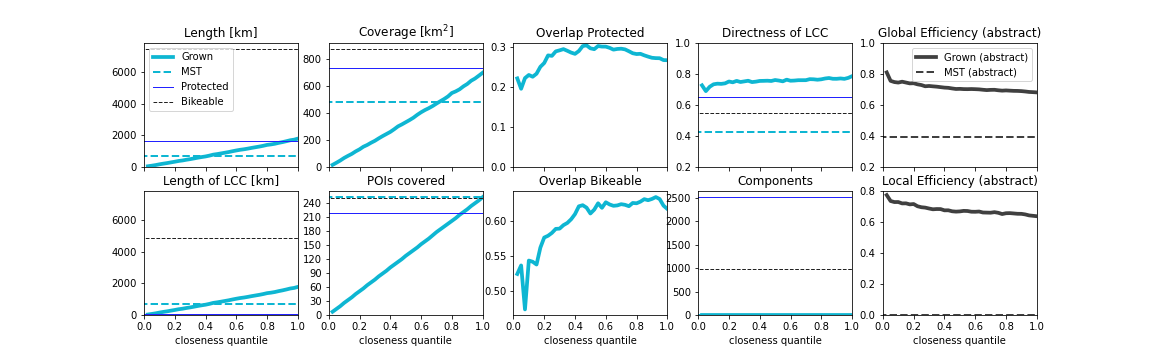 Length [km]
Coverage [km²]
Overlap Protected
Directness of LCC
Global Efficiency (abstract)
Grown
MST
Protected
Bikeable
Grown (abstract)
MST (abstract)
6000
4000
2000
0
800
600
400
200
0
0.3
0.2
0.1
0.0
1.0
0.8
0.6
0.4
0.2
1.0
0.8
0.6
0.4
0.2
Length of LCC [km]
POIs covered
Overlap Bikeable
Components
Local Efficiency (abstract)
6000
4000
2000
0
240
210
180
150
120
90
60
30
0
0.60
0.55
0.50
2500
2000
1500
1000
500
0
0.8
0.6
0.4
0.2
0.0
0.0 0.2 0.4 0.6 0.8 1.0
0.0 0.2 0.4 0.6 0.8 1.0
0.0 0.2 0.4 0.6 0.8 1.0
0.0 0.2 0.4 0.6 0.8 1.0
0.0 0.2 0.4 0.6 0.8 1.0
closeness quantile
closeness quantile
closeness quantile
closeness quantile
closeness quantile